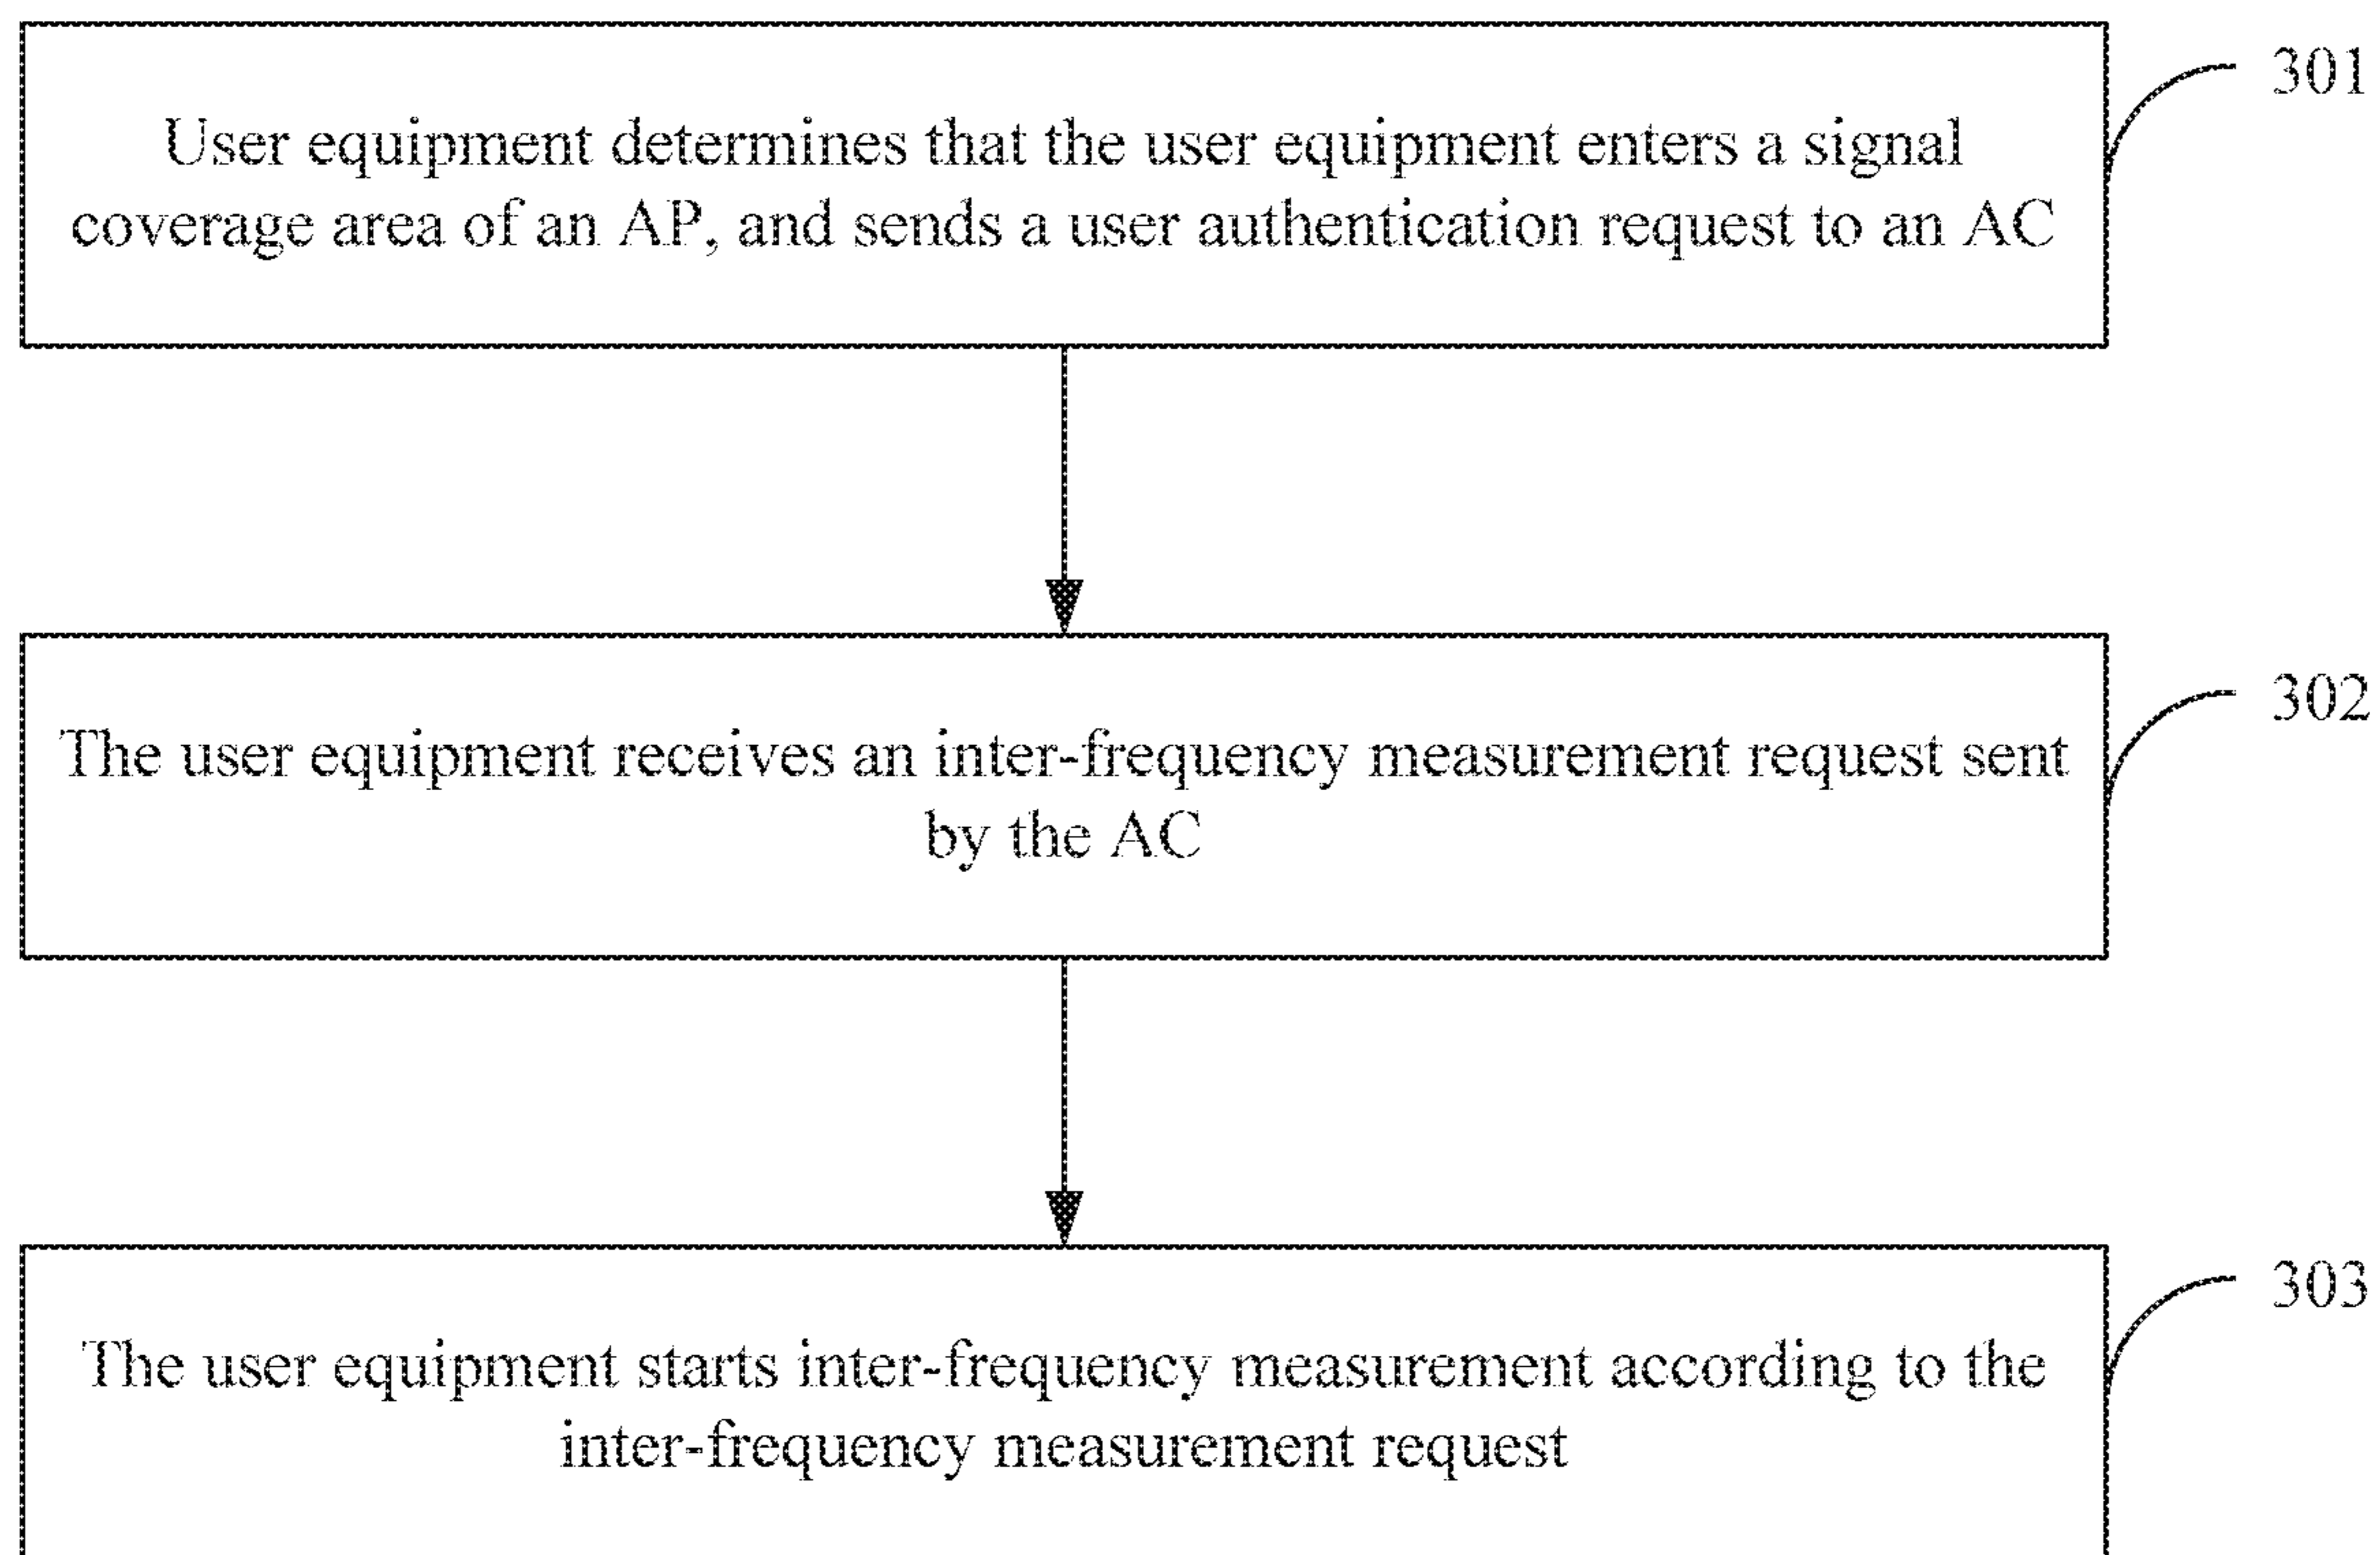 301
User equipment determines that the user equipment enters a signal
coverage area of an AP, and sends a user authentication request to an AC
302
The user equipment receives an inter-frequency measurement request sent
by the AC
303
The user equipment starts inter-frequency measurement according to the
inter-frequency measurement request